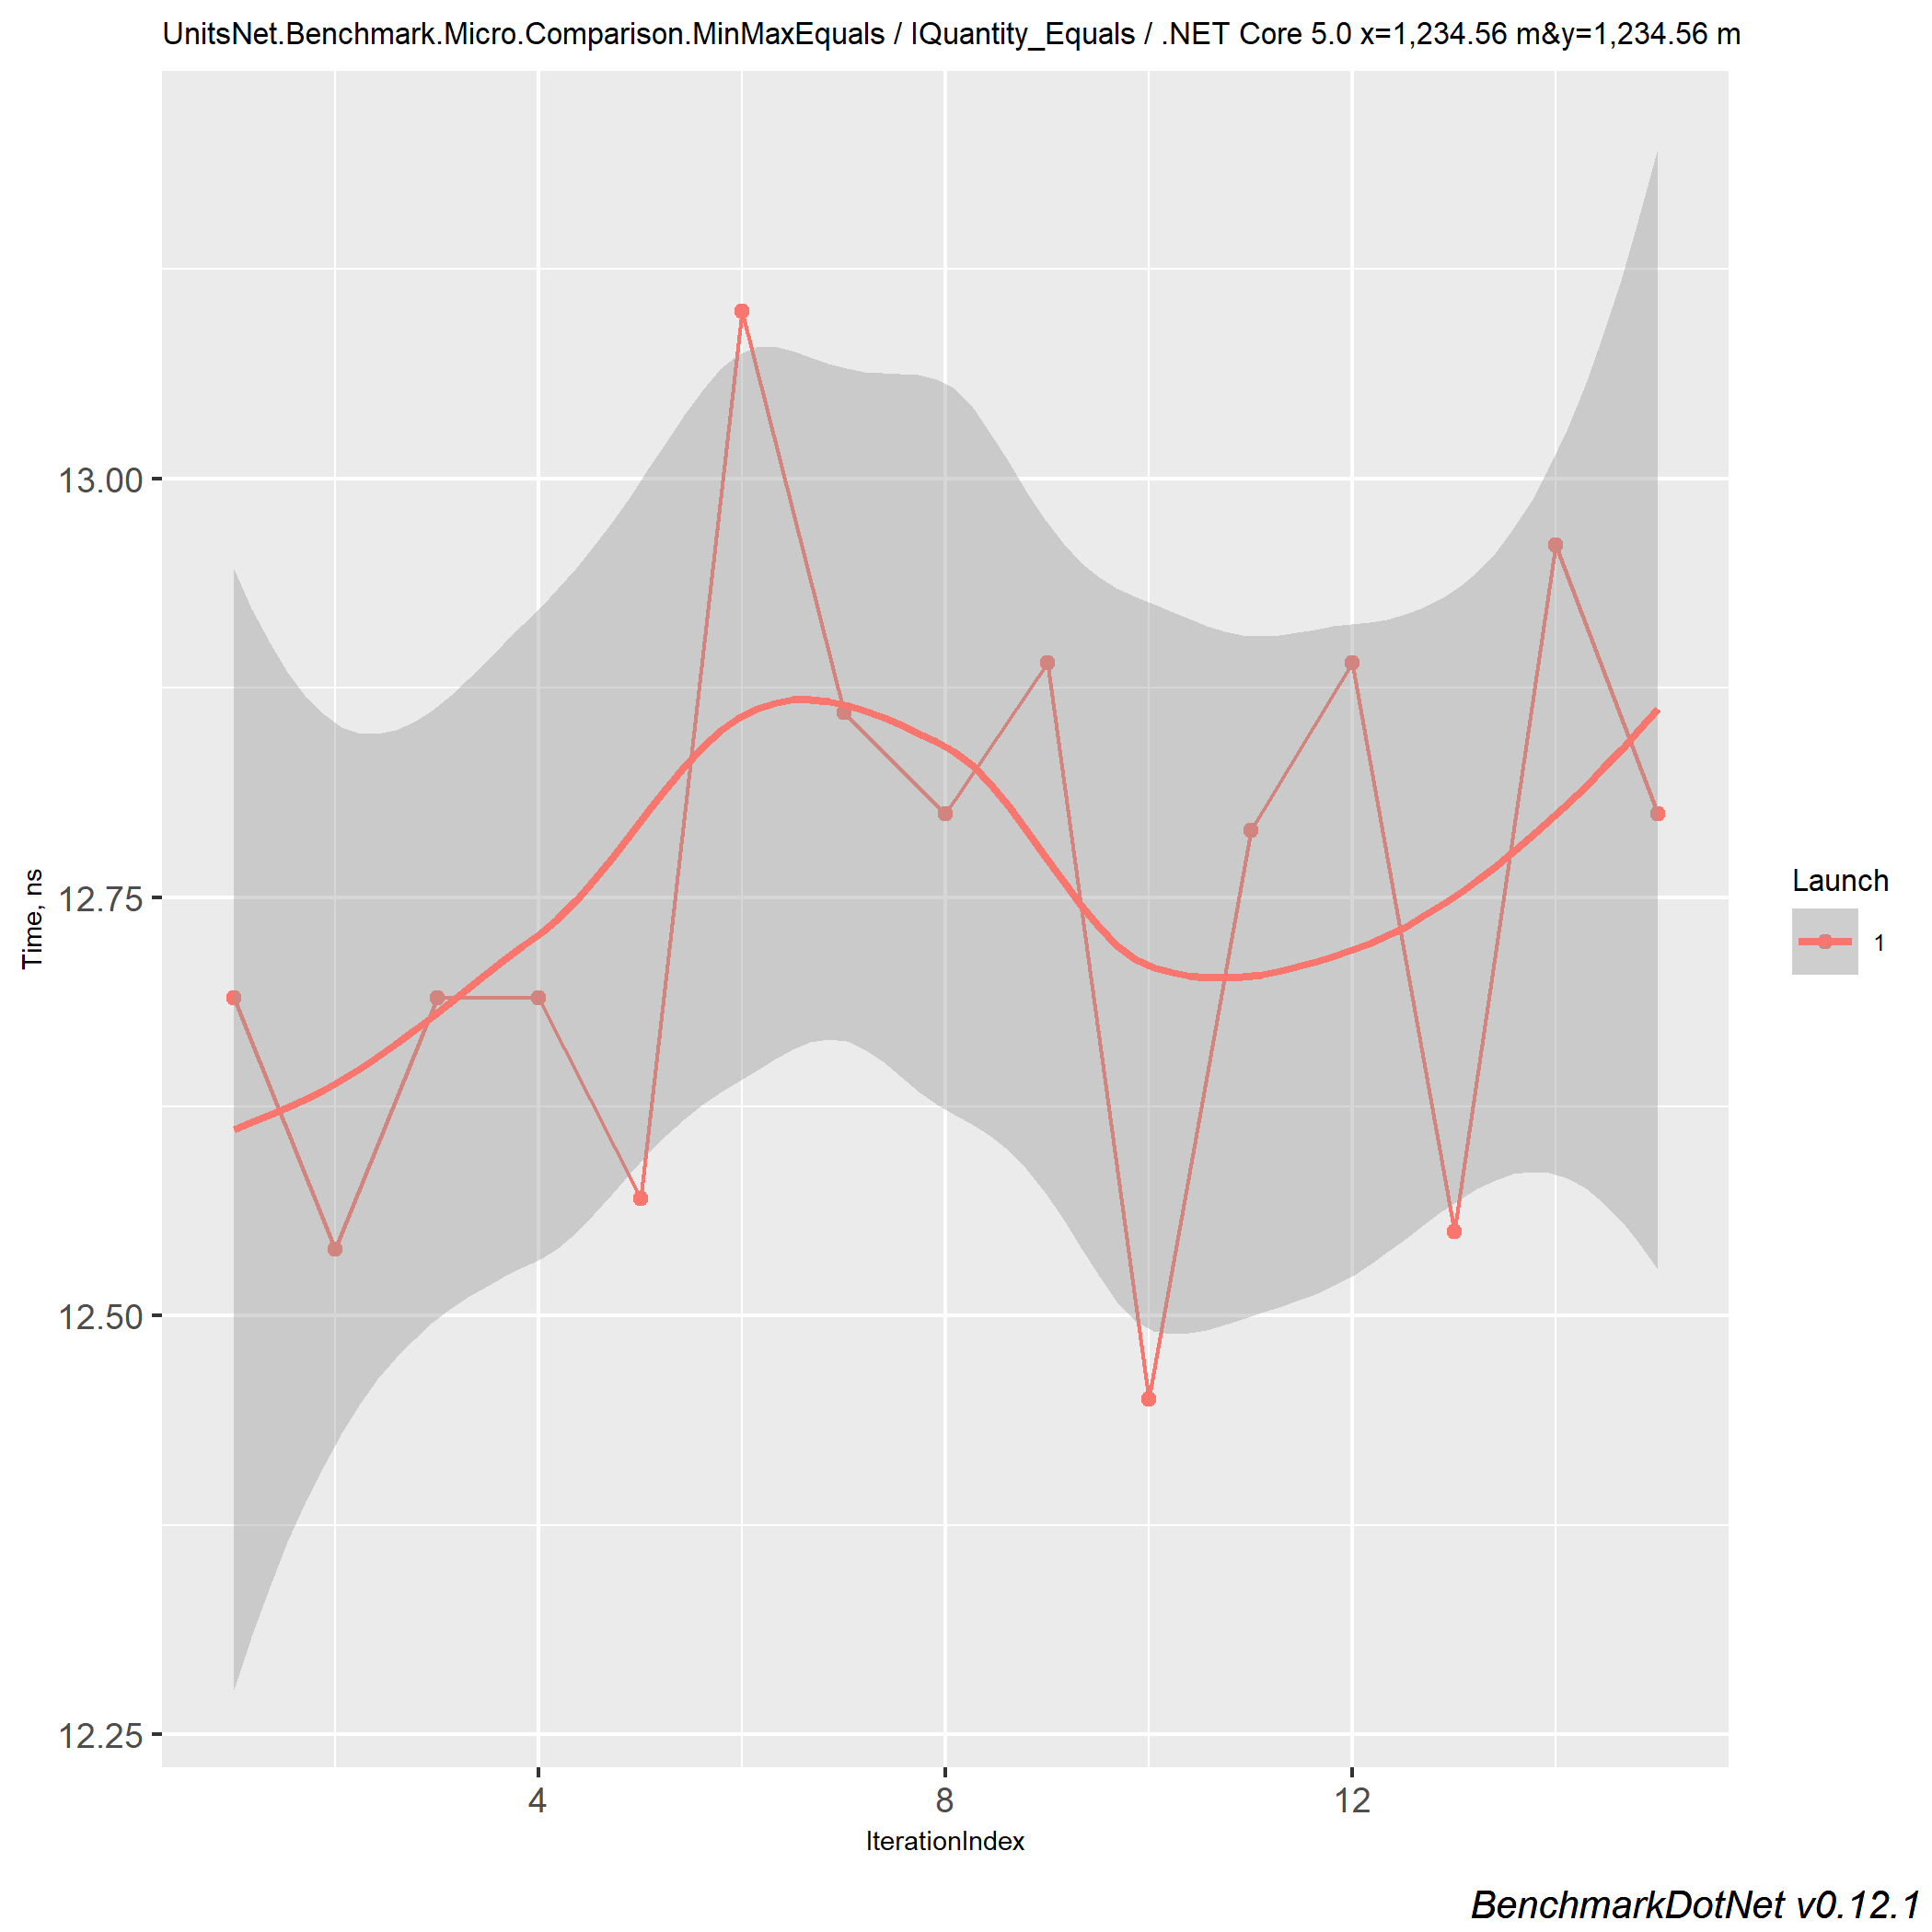 UnitsNet.Benchmark.Micro.Comparison.MinMaxEquals / IQuantity_Equals / .NET Core 5.0 x=1,234.56 m&y=1,234.56 m
13.00
12.75
12.50
12.25
Time, ns
4 8 12
IterationIndex
Launch
1
BenchmarkDotNet v0.12.1